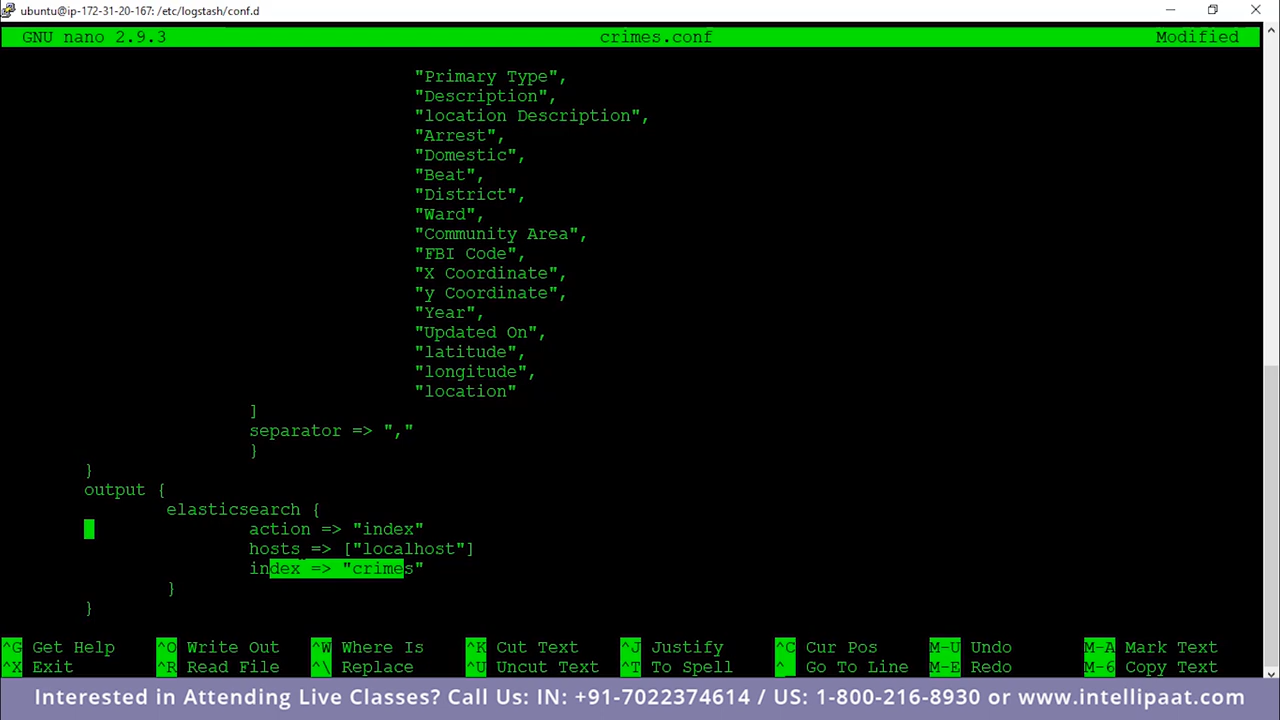 ubuntu@ip-172-31-20-167: /etc/logstash/conf.d
GNU nano 2.9.3 crimes.conf Modified
"Primary Type",
"Description",
"location Description",
"Arrest",
"Domestic",
"Beat",
"District",
"Ward",
"Community Area",
"FBI Code",
"X Coordinate",
"y Coordinate",
"Year",
"Updated On",
"latitude",
"longitude",
"location"
]
separator => ","
}
}
output {
elasticsearch {
action => "index"
hosts => ["localhost"]
index => "crimes"
}
}
^G Get Help ^O Write Out ^W Where Is ^K Cut Text ^J Justify ^C Cur Pos M-U Undo M-A Mark Text
^X Exit ^R Read File ^\ Replace ^U Uncut Text ^T To Spell ^_ Go To Line M-E Redo M-6 Copy Text
Interested in Attending Live Classes? Call Us: IN: +91-7022374614 / US: 1-800-216-8930 or www.intellipaat.com